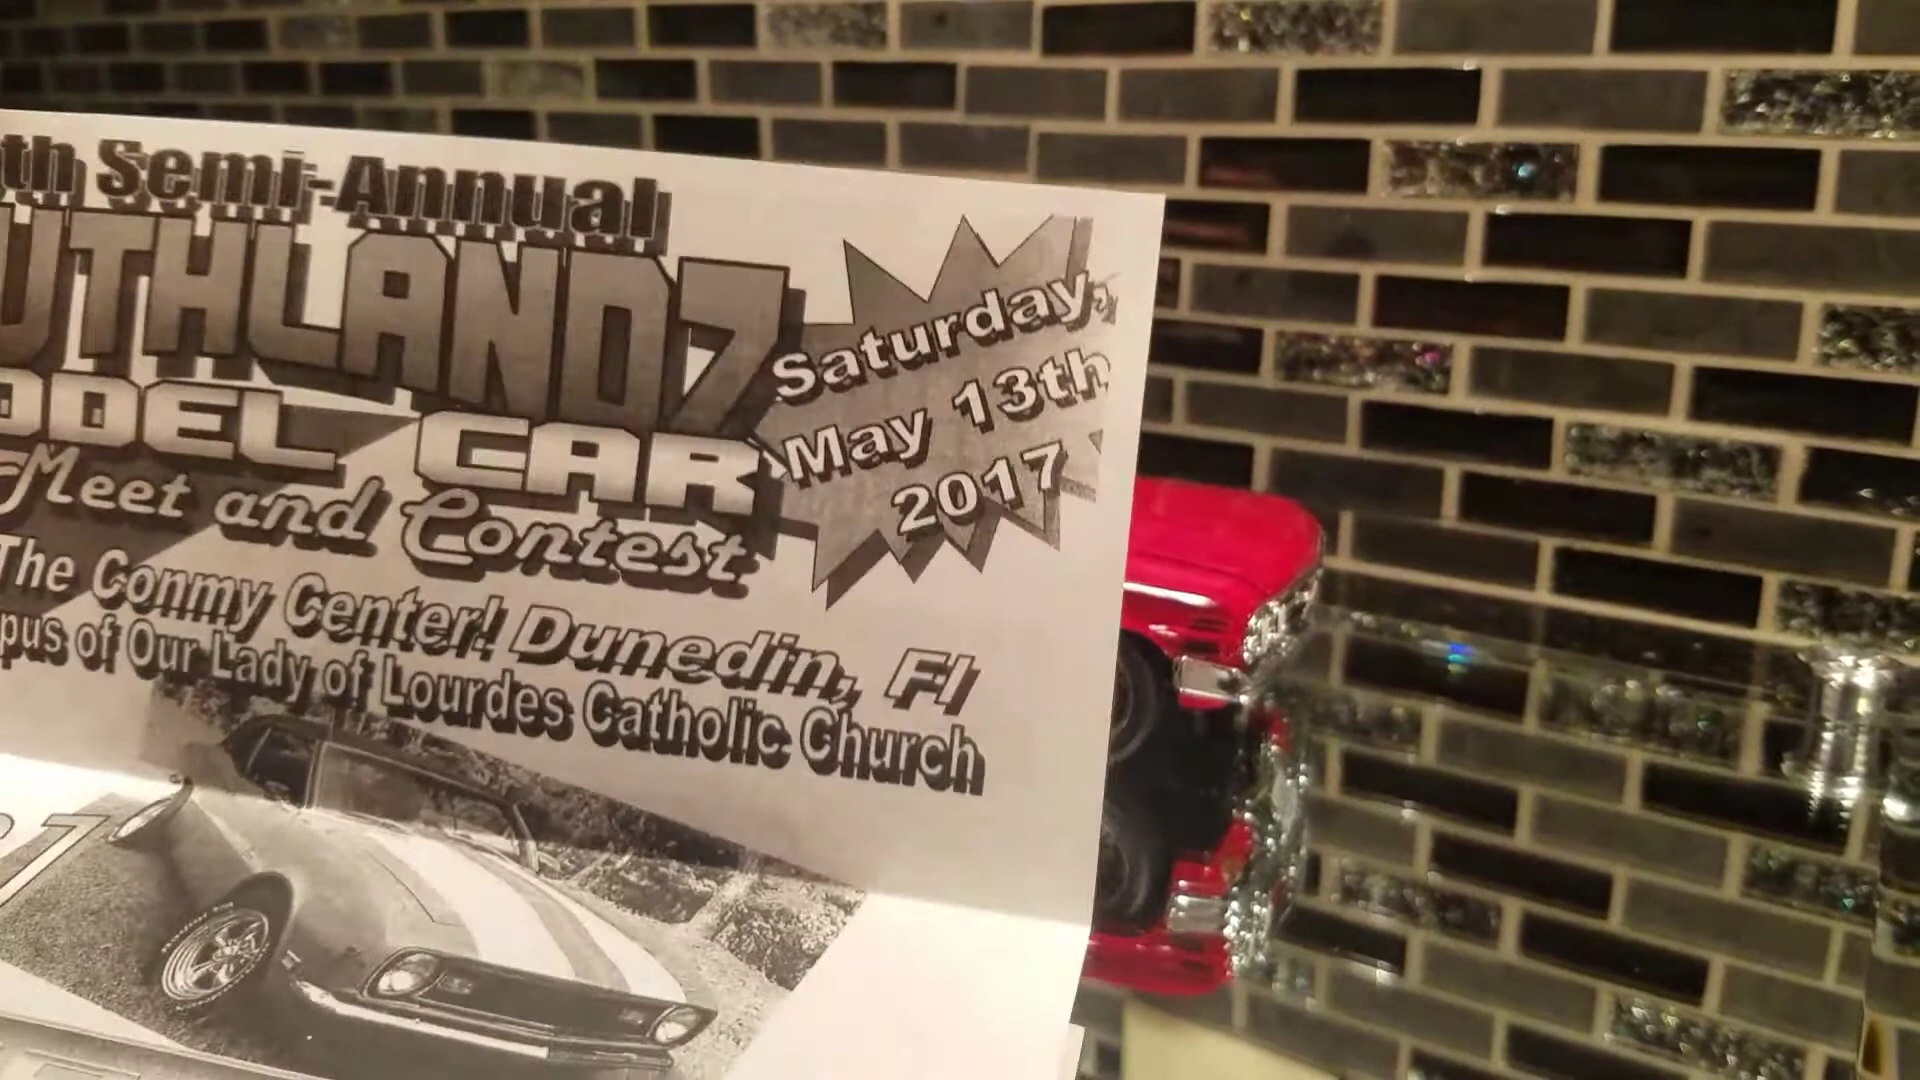 th Semi-Annual
UTHLANDZ
ODEL CAR
Meet and Contest
Saturday,
May 13th
2017
The Conmy Center! Dunedin, Fl
pus of Our Lady of Lourdes Catholic Church